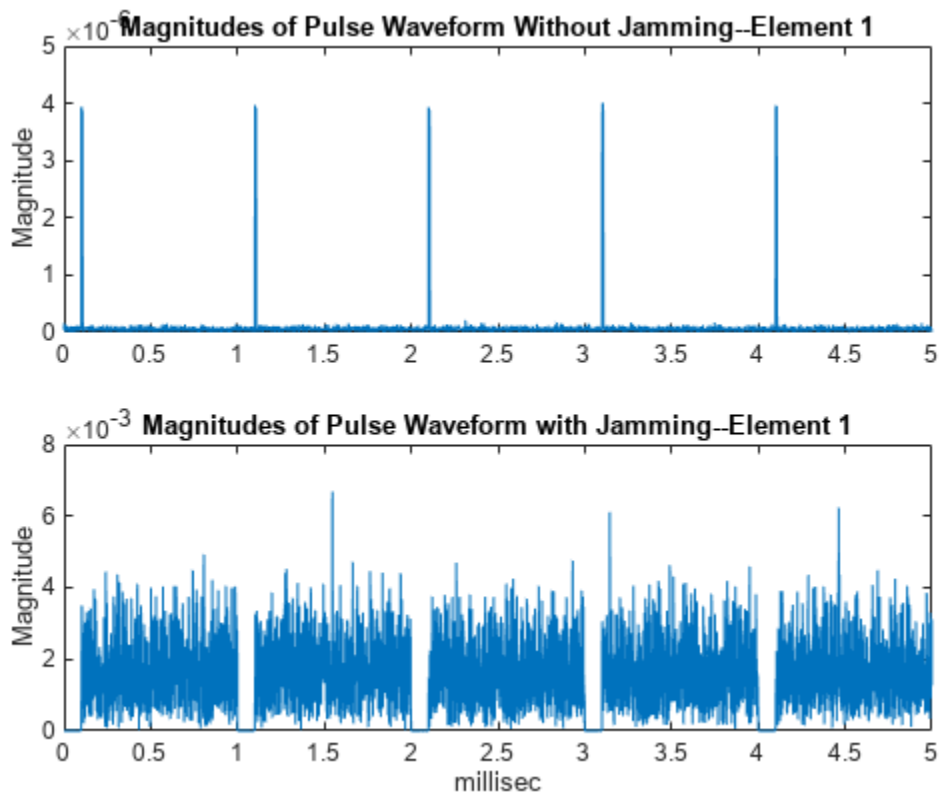 ×10-6
Magnitudes of Pulse Waveform Without Jamming--Element 1
5
4
3
2
1
0
Magnitude
0 0.5 1 1.5 2 2.5 3 3.5 4 4.5 5
×10-3
Magnitudes of Pulse Waveform with Jamming--Element 1
8
6
4
2
0
Magnitude
0 0.5 1 1.5 2 2.5 3 3.5 4 4.5 5
millisec